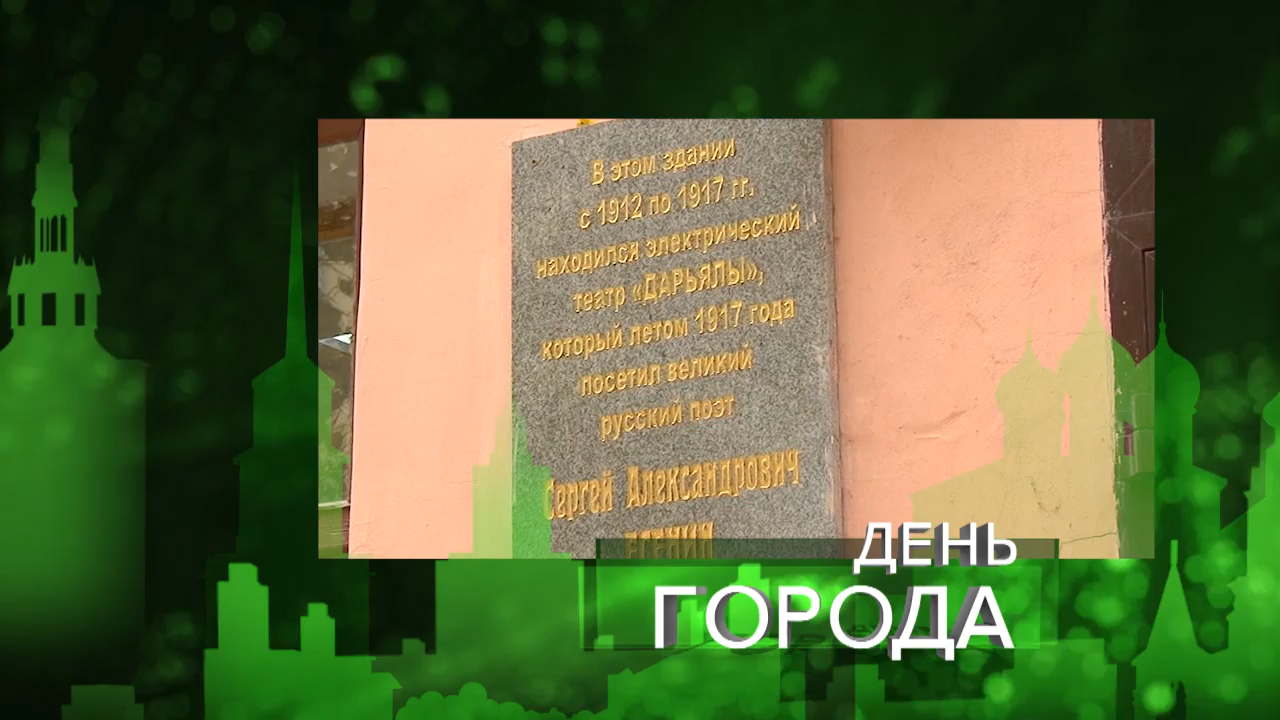 В этом здании
с 1912 по 1917 гг.
находился электрический
театр «ДАРЬЯЛЫ»,
который летом 1917 года
посетил великий
русский поэт
Сергей Александрович
ЕСЕНИН
ДЕНЬ
ГОРОДА